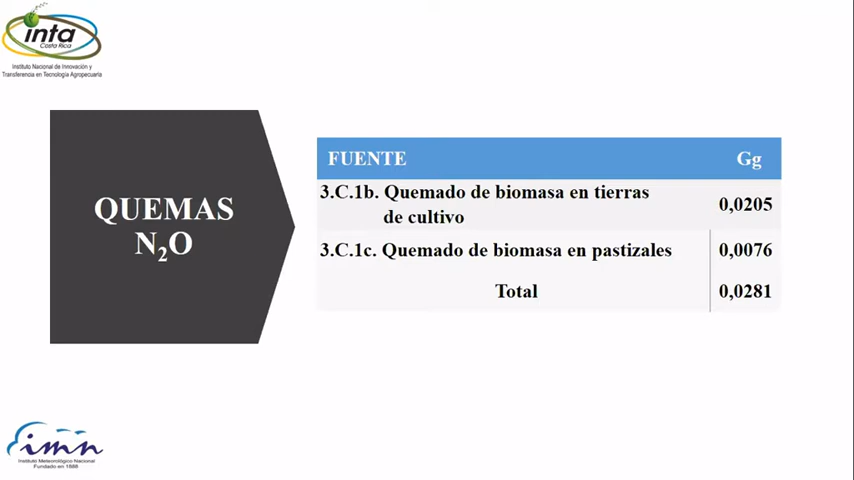 inta
Costa Rica
Instituto Nacional de Innovación y
Transferencia en Tecnología Agropecuaria
QUEMAS
N₂O
FUENTE Gg
3.C.1b. Quemado de biomasa en tierras
de cultivo 0,0205
3.C.1c. Quemado de biomasa en pastizales 0,0076
Total 0,0281
imn
Instituto Meteorológico Nacional
Fundado en 1888